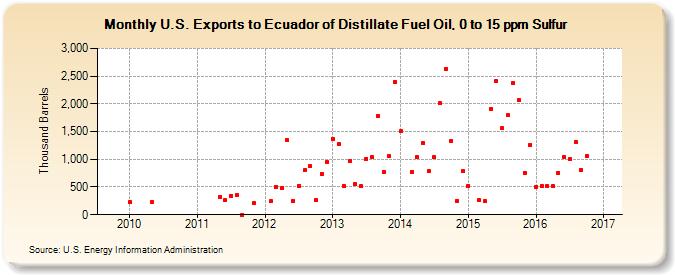 Monthly U.S. Exports to Ecuador of Distillate Fuel Oil, 0 to 15 ppm Sulfur
Thousand Barrels
3,000
2,500
2,000
1,500
1,000
500
0
2010 2011 2012 2013 2014 2015 2016 2017
Source: U.S. Energy Information Administration